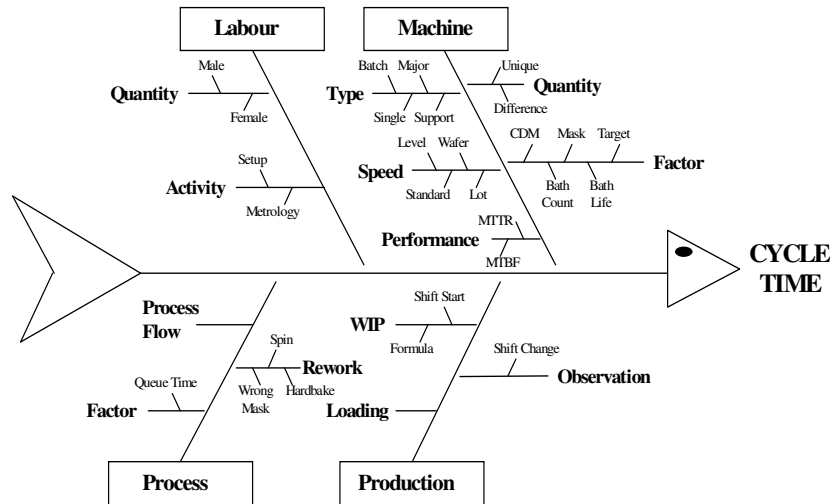 Labour
Machine
Male
Quantity
Female
Setup
Activity
Metrology
Batch Major
Type
Single Support
Unique
Quantity
Difference
Level Wafer
Speed
Standard Lot
CDM Mask Target
Factor
Bath Count
Bath Life
MTTR
Performance
MTBF
CYCLE
TIME
Process
Flow
Spin
Rework
Wrong
Mask
Hardbake
Queue Time
Factor
Shift Start
WIP
Formula
Shift Change
Observation
Loading
Process
Production